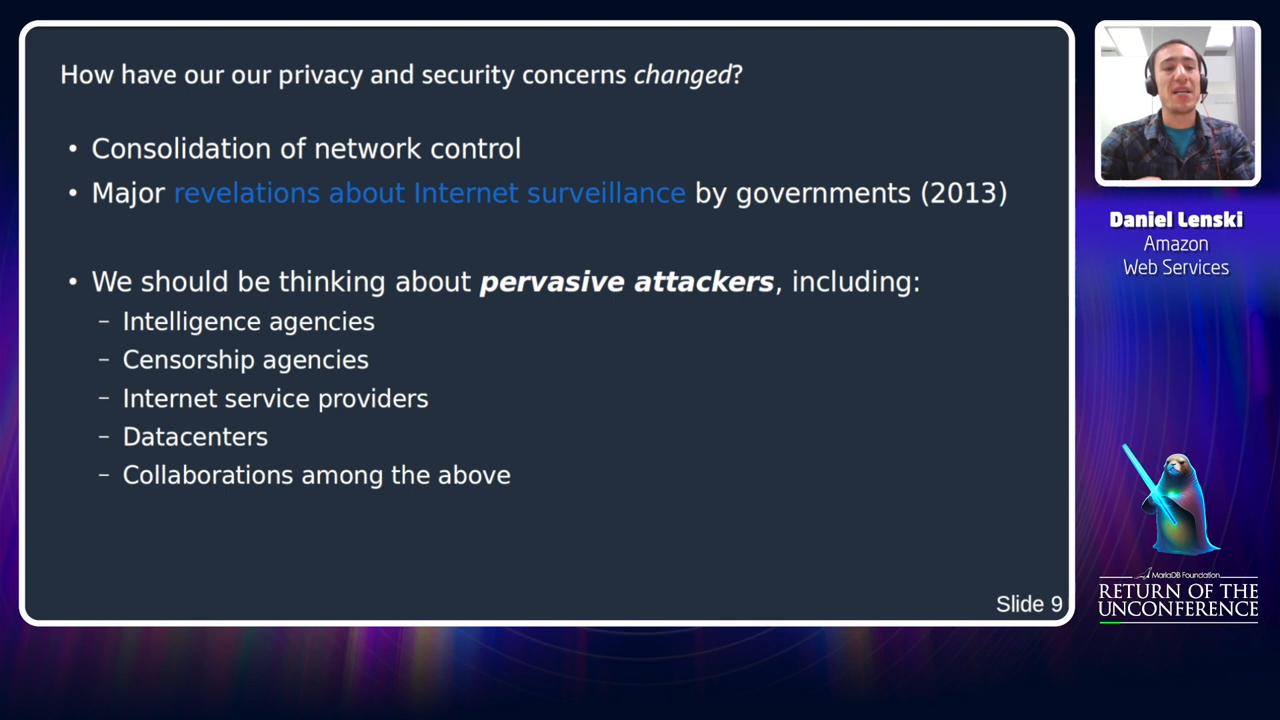 How have our our privacy and security concerns changed?
• Consolidation of network control
• Major revelations about Internet surveillance by governments (2013)
• We should be thinking about pervasive attackers, including:
– Intelligence agencies
– Censorship agencies
– Internet service providers
– Datacenters
– Collaborations among the above
Slide 9
Daniel Lenski
Amazon
Web Services
MariaDB Foundation
RETURN OF THE
UNCONFERENCE